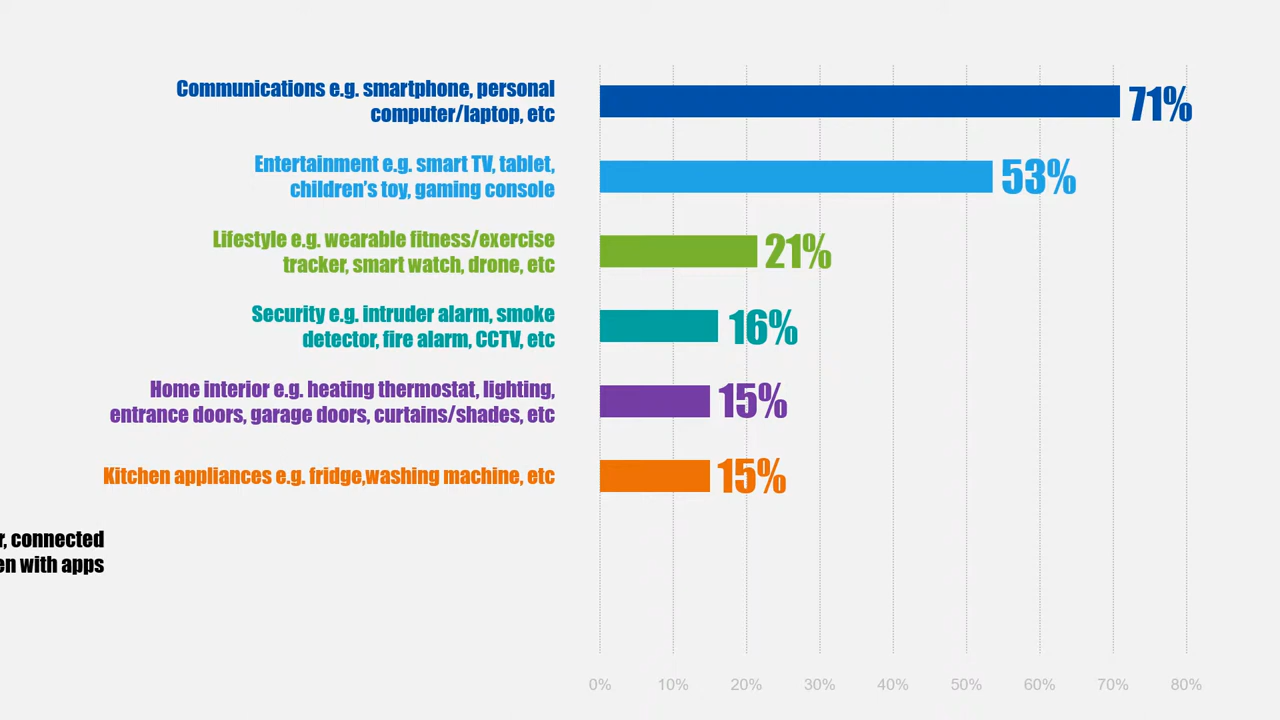 Communications e.g. smartphone, personal
computer/laptop, etc
71%
Entertainment e.g. smart TV, tablet,
children's toy, gaming console
53%
Lifestyle e.g. wearable fitness/exercise
tracker, smart watch, drone, etc
21%
Security e.g. intruder alarm, smoke
detector, fire alarm, CCTV, etc
16%
Home interior e.g. heating thermostat, lighting,
entrance doors, garage doors, curtains/shades, etc
15%
Kitchen appliances e.g. fridge,washing machine, etc
15%
connected
with apps
0% 10% 20% 30% 40% 50% 60% 70% 80%